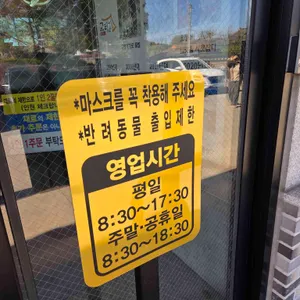 *마스크를 꼭 착용해 주세요
*반려동물 출입제한
영업시간
평일
8:30~17:30
주말·공휴일
8:30~18:30